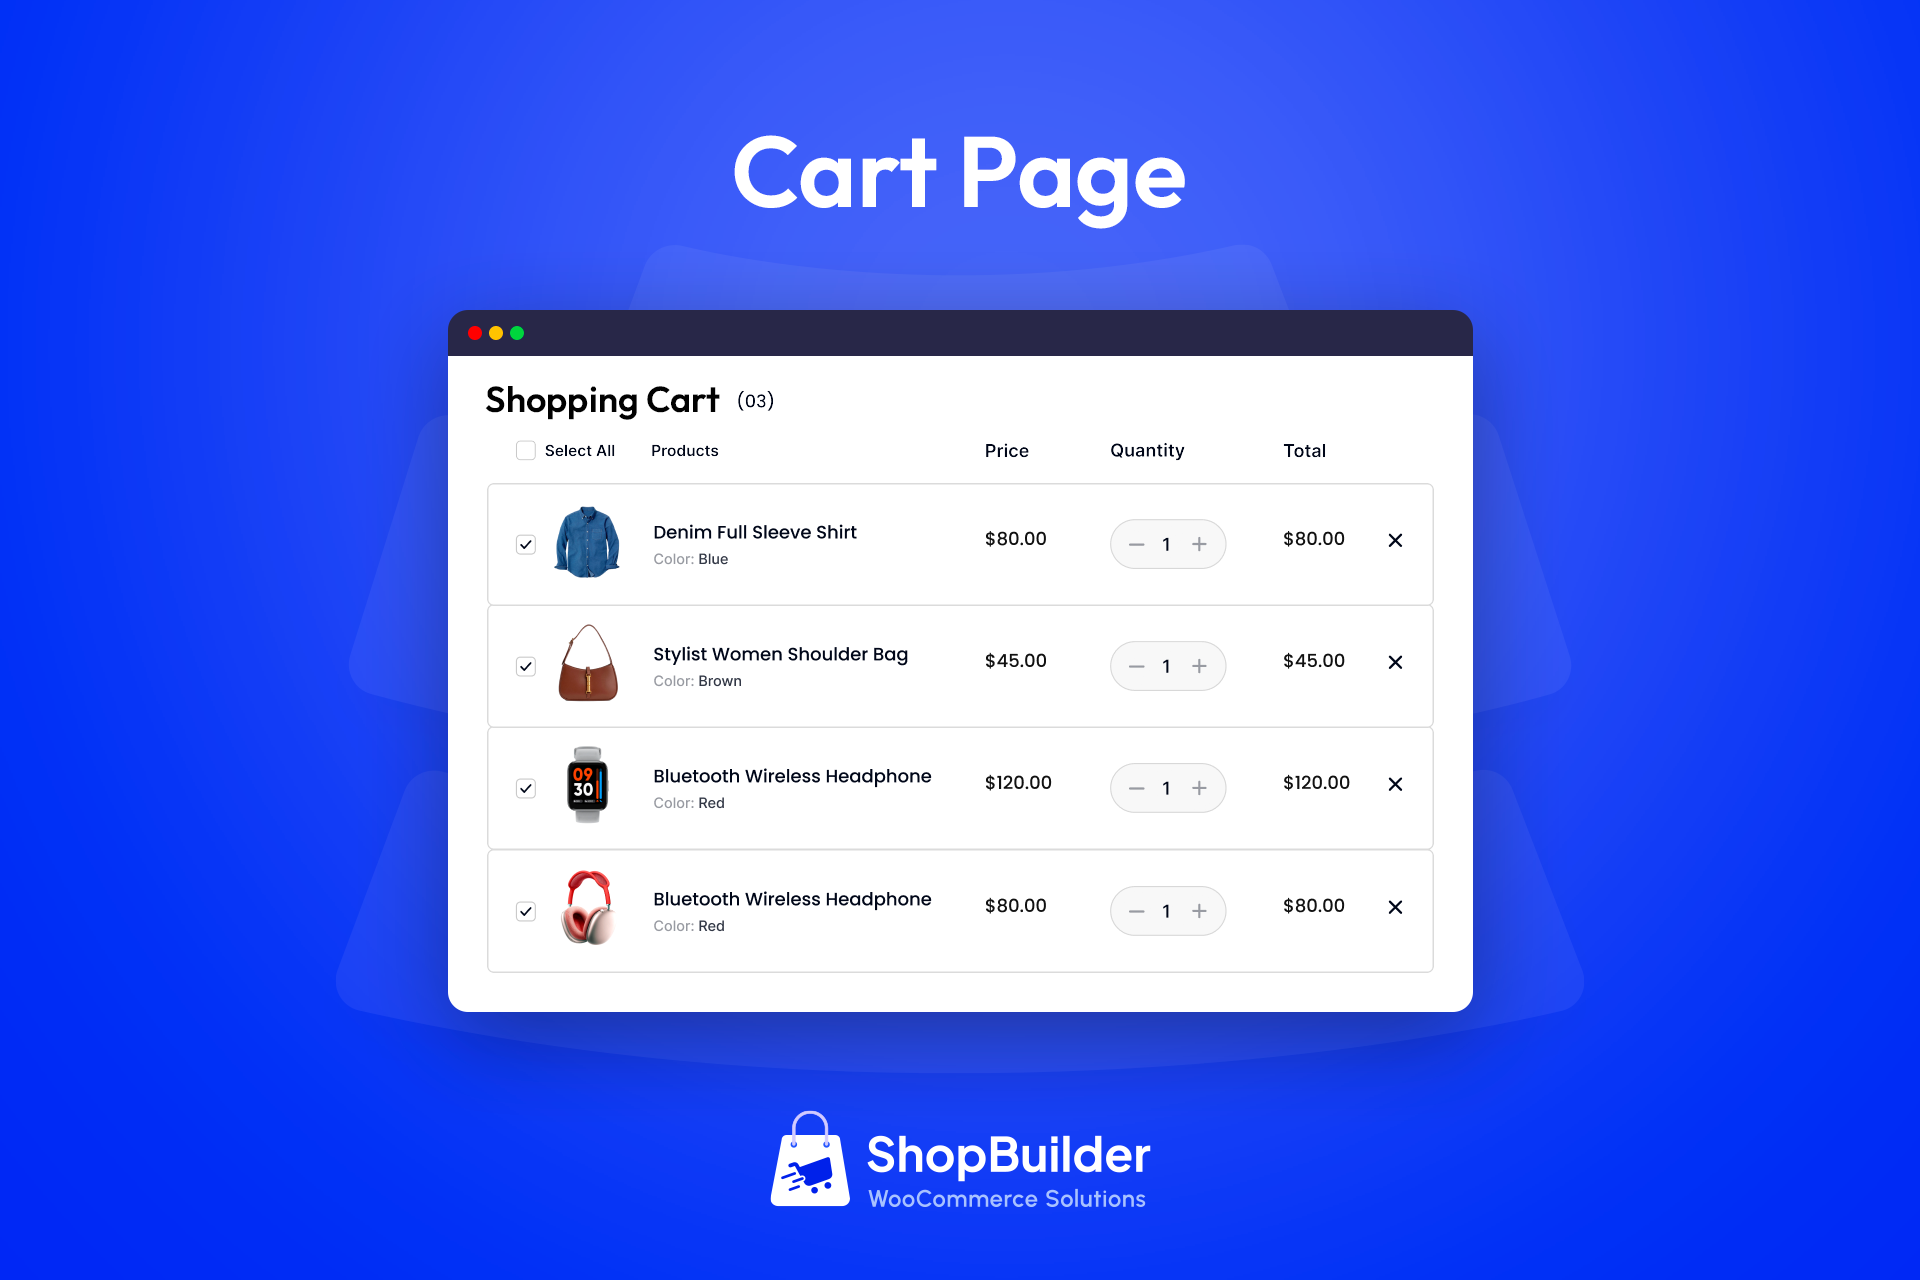 Cart Page
Shopping Cart (03)
Select All Products Price Quantity Total
Denim Full Sleeve Shirt
Color: Blue
$80.00 1 $80.00
Stylist Women Shoulder Bag
Color: Brown
$45.00 1 $45.00
09
30
Bluetooth Wireless Headphone
Color: Red
$120.00 1 $120.00
Bluetooth Wireless Headphone
Color: Red
$80.00 1 $80.00
ShopBuilder
WooCommerce Solutions